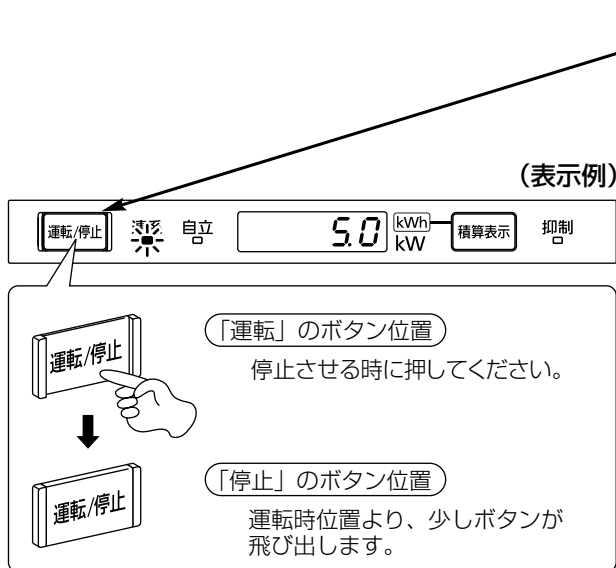 （表示例）
運転/停止 連系 自立 5.0 kWh kW 積算表示 抑制
運転/停止
「運転」のボタン位置
停止させる時に押してください。
運転/停止
「停止」のボタン位置
運転時位置より、少しボタンが
飛び出します。